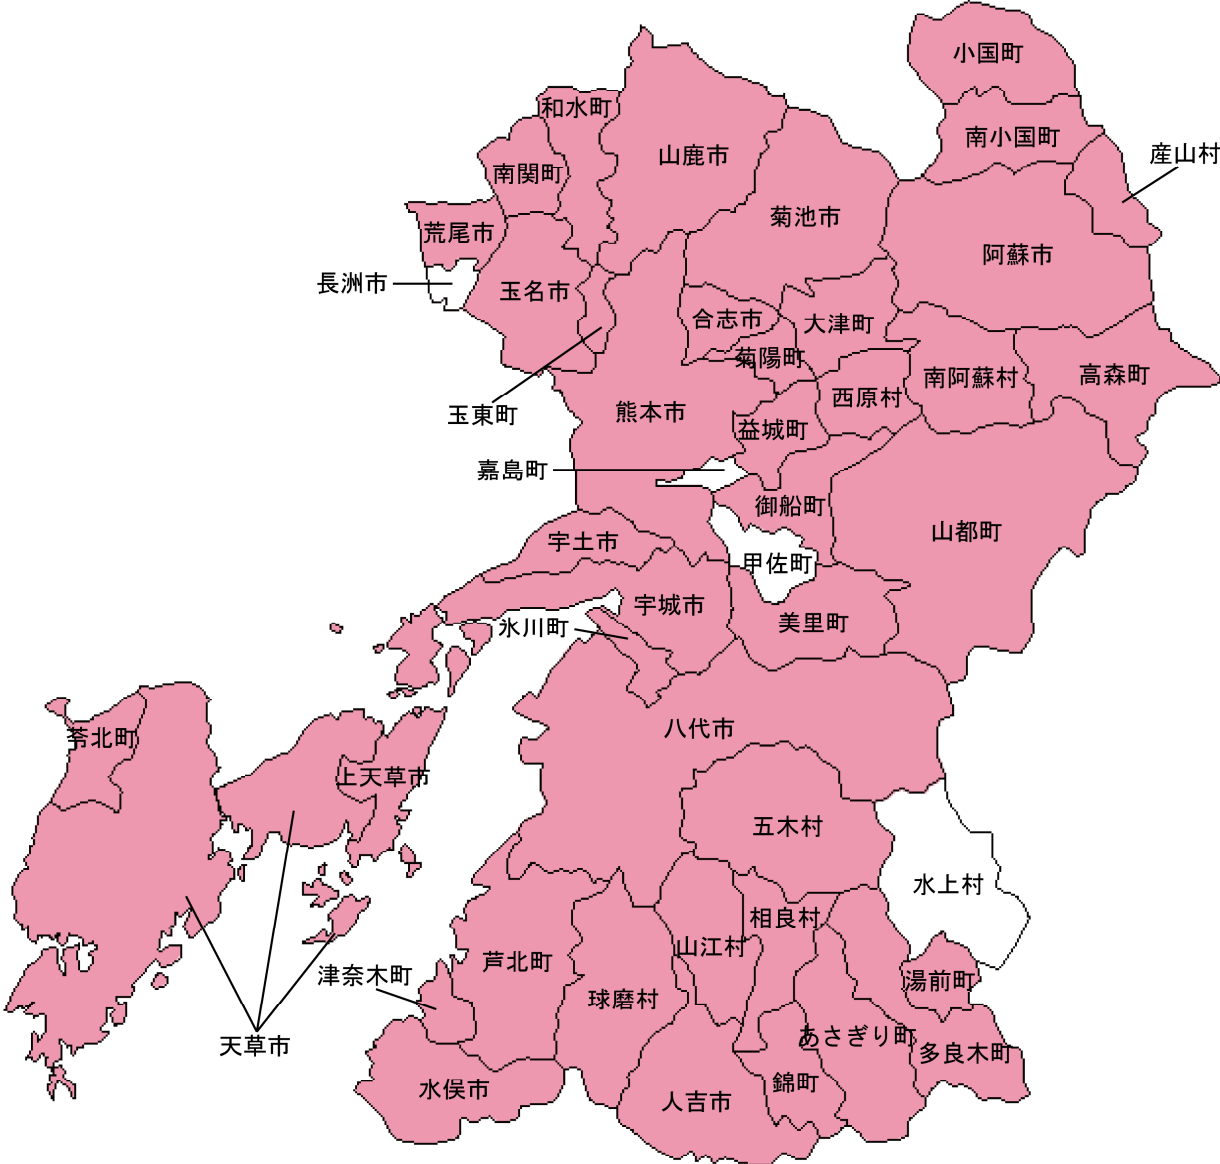 小国町
和水町
南小国町
産山村
山鹿市
南関町
菊池市
荒尾市
阿蘇市
長洲市
玉名市
合志市
大津町
菊陽町
南阿蘇村
高森町
西原村
玉東町
熊本市
益城町
嘉島町
御船町
山都町
宇土市
甲佐町
宇城市
美里町
氷川町
八代市
苓北町
上天草市
五木村
水上村
相良村
山江村
芦北町
津奈木町
湯前町
球磨村
あさぎり町
天草市
多良木町
水俣市
錦町
人吉市